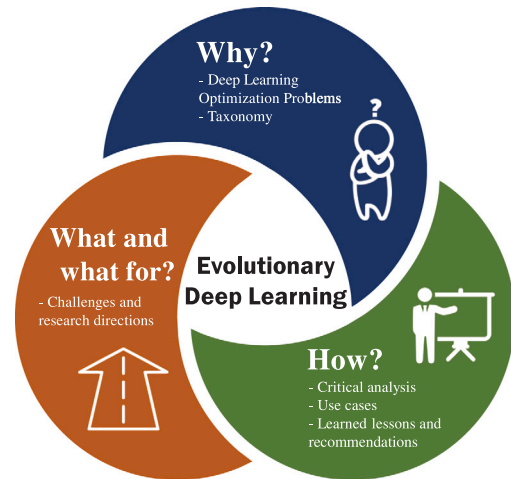 Why?
- Deep Learning
Optimization Problems
- Taxonomy
?
What and
what for?
- Challenges and
research directions
Evolutionary
Deep Learning
How?
- Critical analysis
- Use cases
- Learned lessons and
recommendations